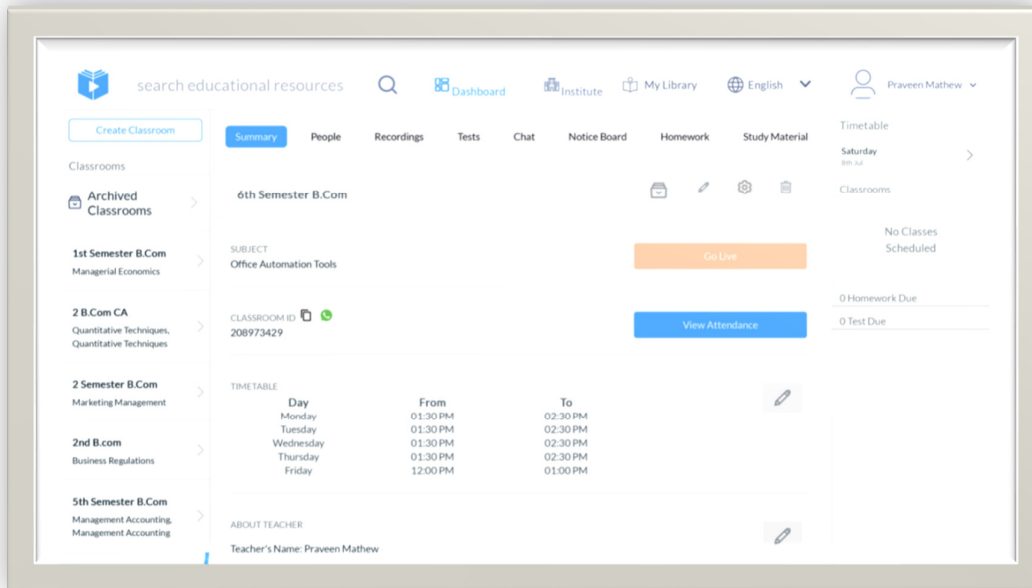 search educational resources
Dashboard
Institute
My Library
English
Praveen Mathew
Create Classroom
Classrooms
Archived
Classrooms
1st Semester B.Com
Managerial Economics
2 B.Com CA
Quantitative Techniques,
Quantitative Techniques
2 Semester B.Com
Marketing Management
2nd B.com
Business Regulations
5th Semester B.Com
Management Accounting,
Management Accounting
Summary People Recordings Tests Chat Notice Board Homework Study Material
6th Semester B.Com
SUBJECT
Office Automation Tools
Go Live
CLASSROOM ID
208973429
View Attendance
TIMETABLE
Day From To
Monday 01:30 PM 02:30 PM
Tuesday 01:30 PM 02:30 PM
Wednesday 01:30 PM 02:30 PM
Thursday 01:30 PM 02:30 PM
Friday 12:00 PM 01:00 PM
ABOUT TEACHER
Teacher's Name: Praveen Mathew
Timetable
Saturday
8th Jul
Classrooms
No Classes
Scheduled
0 Homework Due
0 Test Due